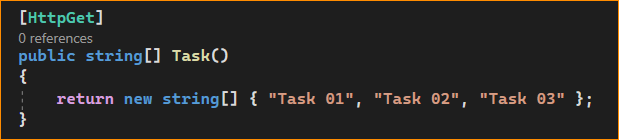 [HttpGet]
0 references
public string[] Task()
{
    return new string[] { "Task 01", "Task 02", "Task 03" };
}